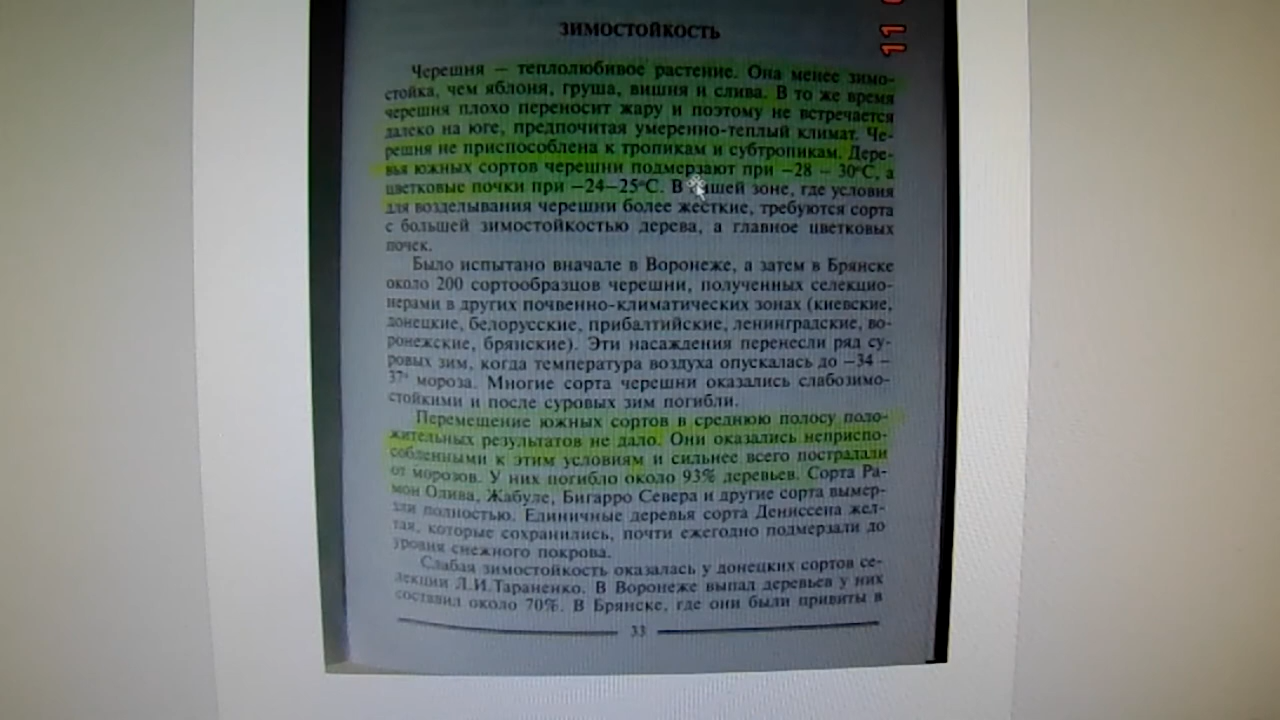 ЗИМОСТОЙКОСТЬ
11
Черешня — теплолюбивое растение. Она менее зимо-
стойка, чем яблоня, груша, вишня и слива. В то же время
черешня плохо переносит жару и поэтому не встречается
далеко на юге, предпочитая умеренно-теплый климат. Че-
решня не приспособлена к тропикам и субтропикам. Дере-
вья южных сортов черешни подмерзают при −28 − 30°С, а
цветковые почки при −24−25°С. В нашей зоне, где условия
для возделывания черешни более жесткие, требуются сорта
с большей зимостойкостью дерева, а главное цветковых
почек.
Было испытано вначале в Воронеже, а затем в Брянске
около 200 сортообразцов черешни, полученных селекцио-
нерами в других почвенно-климатических зонах (киевские,
донецкие, белорусские, прибалтийские, ленинградские, во-
ронежские, брянские). Эти насаждения перенесли ряд су-
ровых зим, когда температура воздуха опускалась до −34 −
37° мороза. Многие сорта черешни оказались слабозимо-
стойкими и после суровых зим погибли.
Перемещение южных сортов в среднюю полосу поло-
жительных результатов не дало. Они оказались неприспо-
собленными к этим условиям и сильнее всего пострадали
от морозов. У них погибло около 93% деревьев. Сорта Ра-
мон Олива, Жабуле, Бигарро Севера и другие сорта вымер-
зли полностью. Единичные деревья сорта Дениссена жел-
тая, которые сохранились, почти ежегодно подмерзали до
уровня снежного покрова.
Слабая зимостойкость оказалась у донецких сортов се-
лекции Л.И.Тараненко. В Воронеже выпал деревьев у них
составил около 70%. В Брянске, где они были привиты в
33